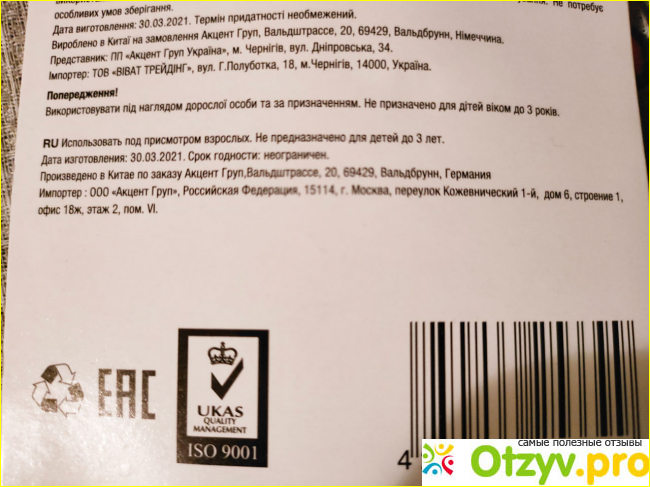 особливих умов зберігання.
потребує
Дата виготовлення: 30.03.2021. Термін придатності необмежений.
Вироблено в Китаї на замовлення Акцент Груп, Вальдштрассе, 20, 69429, Вальдбрунн, Німеччина.
Представник: ПП «Акцент Груп Україна», м. Чернігів, вул. Дніпровська, 34.
Імпортер: ТОВ «ВІВАТ ТРЕЙДІНГ», вул. Г.Полуботка, 18, м.Чернігів, 14000, Україна.
Попередження!
Використовувати під наглядом дорослої особи та за призначенням. Не призначено для дітей віком до 3 років.
RU Использовать под присмотром взрослых. Не предназначено для детей до 3 лет.
Дата изготовления: 30.03.2021. Срок годности: неограничен.
Произведено в Китае по заказу Акцент Груп,Вальдштрассе, 20, 69429, Вальдбрунн, Германия
Импортер : ООО «Акцент Груп», Российская Федерация, 15114, г. Москва, переулок Кожевнический 1-й, дом 6, строение 1,
офис 18ж, этаж 2, пом. VI.
EAC
UKAS
QUALITY
MANAGEMENT
ISO 9001
4
самые полезные отзывы
Otzyv.pro